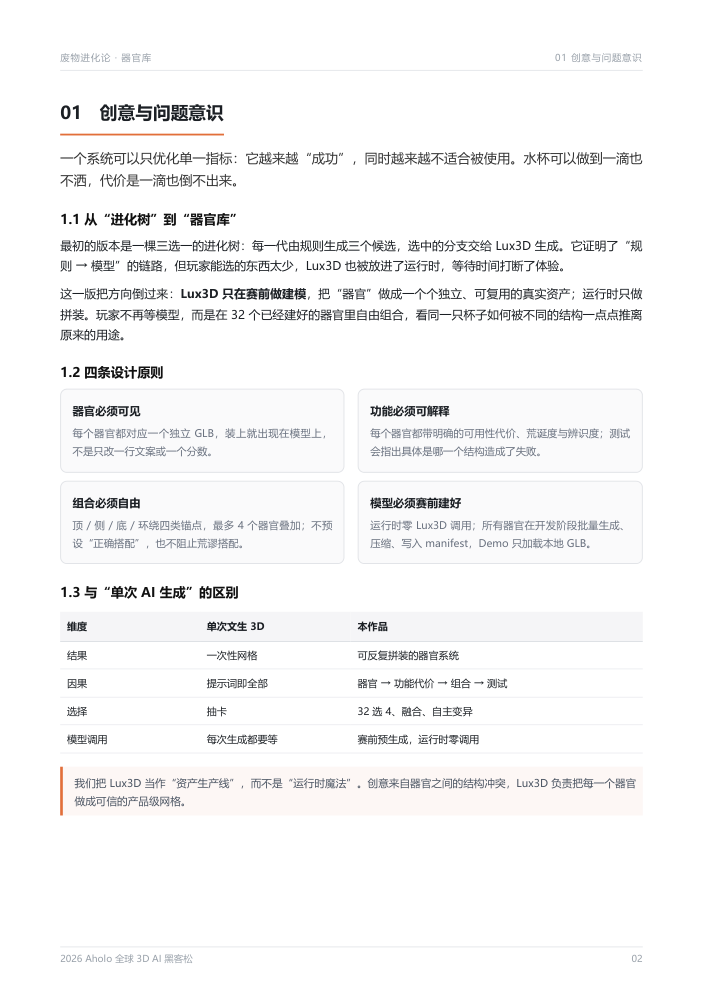 废物进化论 · 器官库
01 创意与问题意识
01 创意与问题意识
一个系统可以只优化单一指标：它越来越“成功”，同时越来越不适合被使用。水杯可以做到一滴也
不洒，代价是一滴也倒不出来。
1.1 从“进化树”到“器官库”
最初的版本是一棵三选一的进化树：每一代由规则生成三个候选，选中的分支交给 Lux3D 生成。它证明了“规
则 → 模型”的链路，但玩家能选的东西太少，Lux3D 也被放进了运行时，等待时间打断了体验。
这一版把方向倒过来：Lux3D 只在赛前做建模，把“器官”做成一个个独立、可复用的真实资产；运行时只做
拼装。玩家不再等模型，而是在 32 个已经建好的器官里自由组合，看同一只杯子如何被不同的结构一点点推离
原来的用途。
1.2 四条设计原则
器官必须可见
每个器官都对应一个独立 GLB，装上就出现在模型上，
不是只改一行文案或一个分数。
功能必须可解释
每个器官都带明确的可用性代价、荒诞度与辨识度；测试
会指出具体是哪一个结构造成了失败。
组合必须自由
顶 / 侧 / 底 / 环绕四类锚点，最多 4 个器官叠加；不预
设“正确搭配”，也不阻止荒谬搭配。
模型必须赛前建好
运行时零 Lux3D 调用；所有器官在开发阶段批量生成、
压缩、写入 manifest，Demo 只加载本地 GLB。
1.3 与“单次 AI 生成”的区别
维度 单次文生 3D 本作品
结果 一次性网格 可反复拼装的器官系统
因果 提示词即全部 器官 → 功能代价 → 组合 → 测试
选择 抽卡 32 选 4、融合、自主变异
模型调用 每次生成都要等 赛前预生成，运行时零调用
我们把 Lux3D 当作“资产生产线”，而不是“运行时魔法”。创意来自器官之间的结构冲突，Lux3D 负责把每一个器官
做成可信的产品级网格。
2026 Aholo 全球 3D AI 黑客松
02